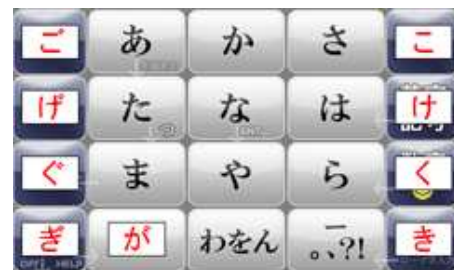 ご あ か さ こ
げ た な は け
ぐ ま や ら く
ぎ が わをん 。、?! き